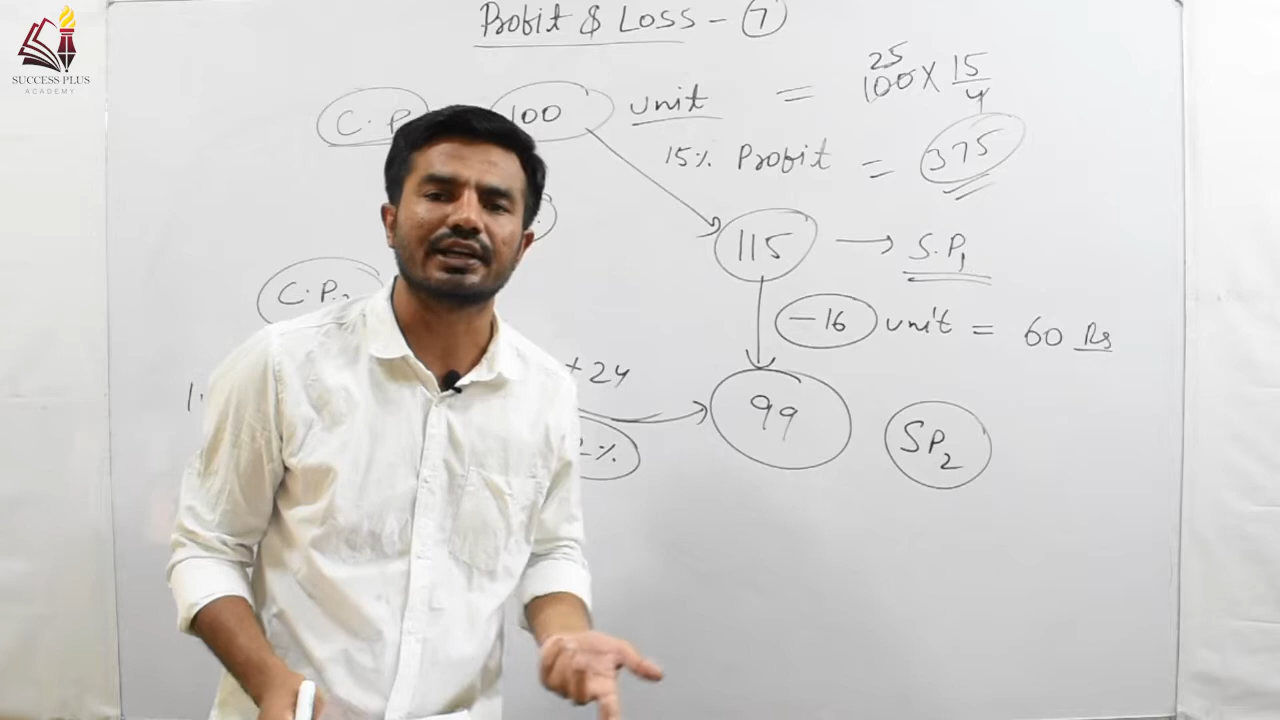 SUCCESS PLUS
ACADEMY
Profit & Loss - 7
C.P 100 unit = 100 × 15/4
25
15% Profit = 375
115 → S.P1
C.P.2
-16 unit = 60 Rs
+24
99 SP2
%